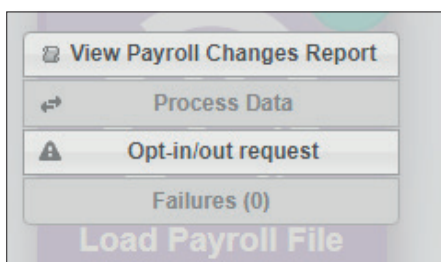 View Payroll Changes Report
Process Data
Opt-in/out request
Failures (0)
Load Payroll File